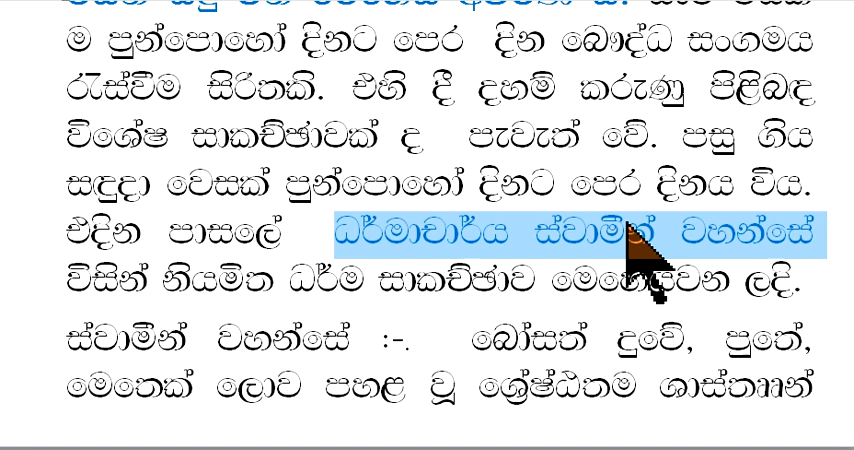 ම පුන්පොහෝ දිනට පෙර දින බෞද්ධ සංගමය
රැස්වීම සිරිතකි. එහි දී දහම් කරුණු පිළිබඳ
විශේෂ සාකච්ඡාවක් ද පැවැත් වේ. පසු ගිය
සඳුදා වෙසක් පුන්පොහෝ දිනට පෙර දිනය විය.
එදින පාසලේ ධර්මාචාර්ය ස්වාමීන් වහන්සේ
විසින් නියමිත ධර්ම සාකච්ඡාව මෙහෙයවන ලදි.
ස්වාමීන් වහන්සේ :-. බෝසත් දුවේ, පුතේ,
මෙතෙක් ලොව පහළ වූ ශ්‍රේෂ්ඨතම ශාස්තෲන්